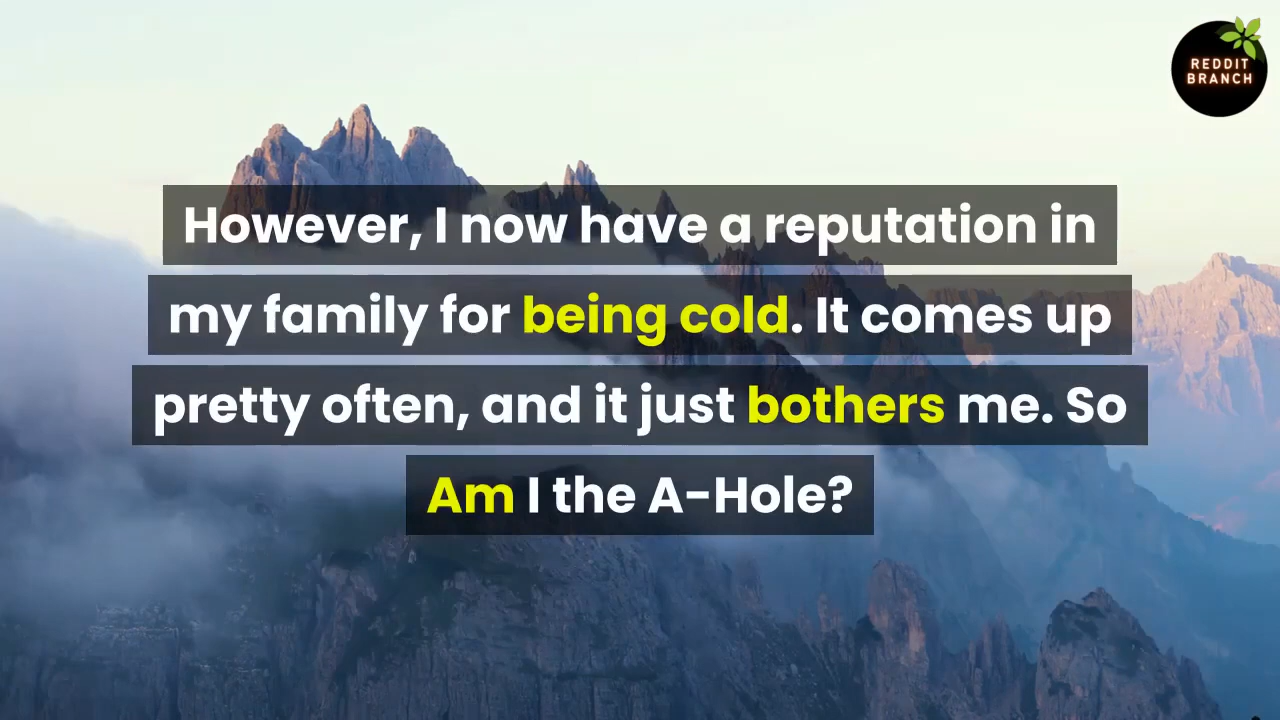 REDDIT
BRANCH
However, I now have a reputation in
my family for being cold. It comes up
pretty often, and it just bothers me. So
Am I the A-Hole?